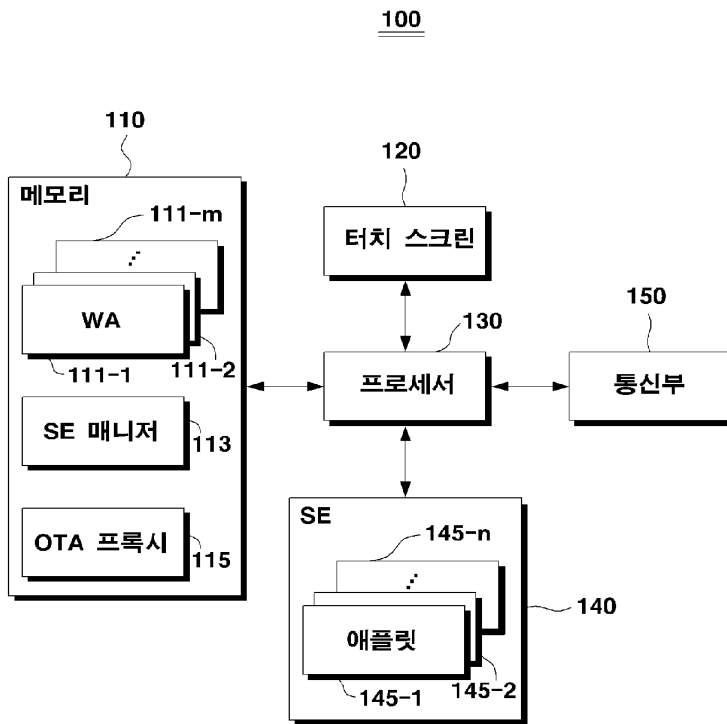 100
110
메모리
120
111-m
터치 스크린
WA
130
150
111-1
111-2
프로세서
통신부
SE 매니저
113
SE
145-n
OTA 프록시
115
140
애플릿
145-1
145-2